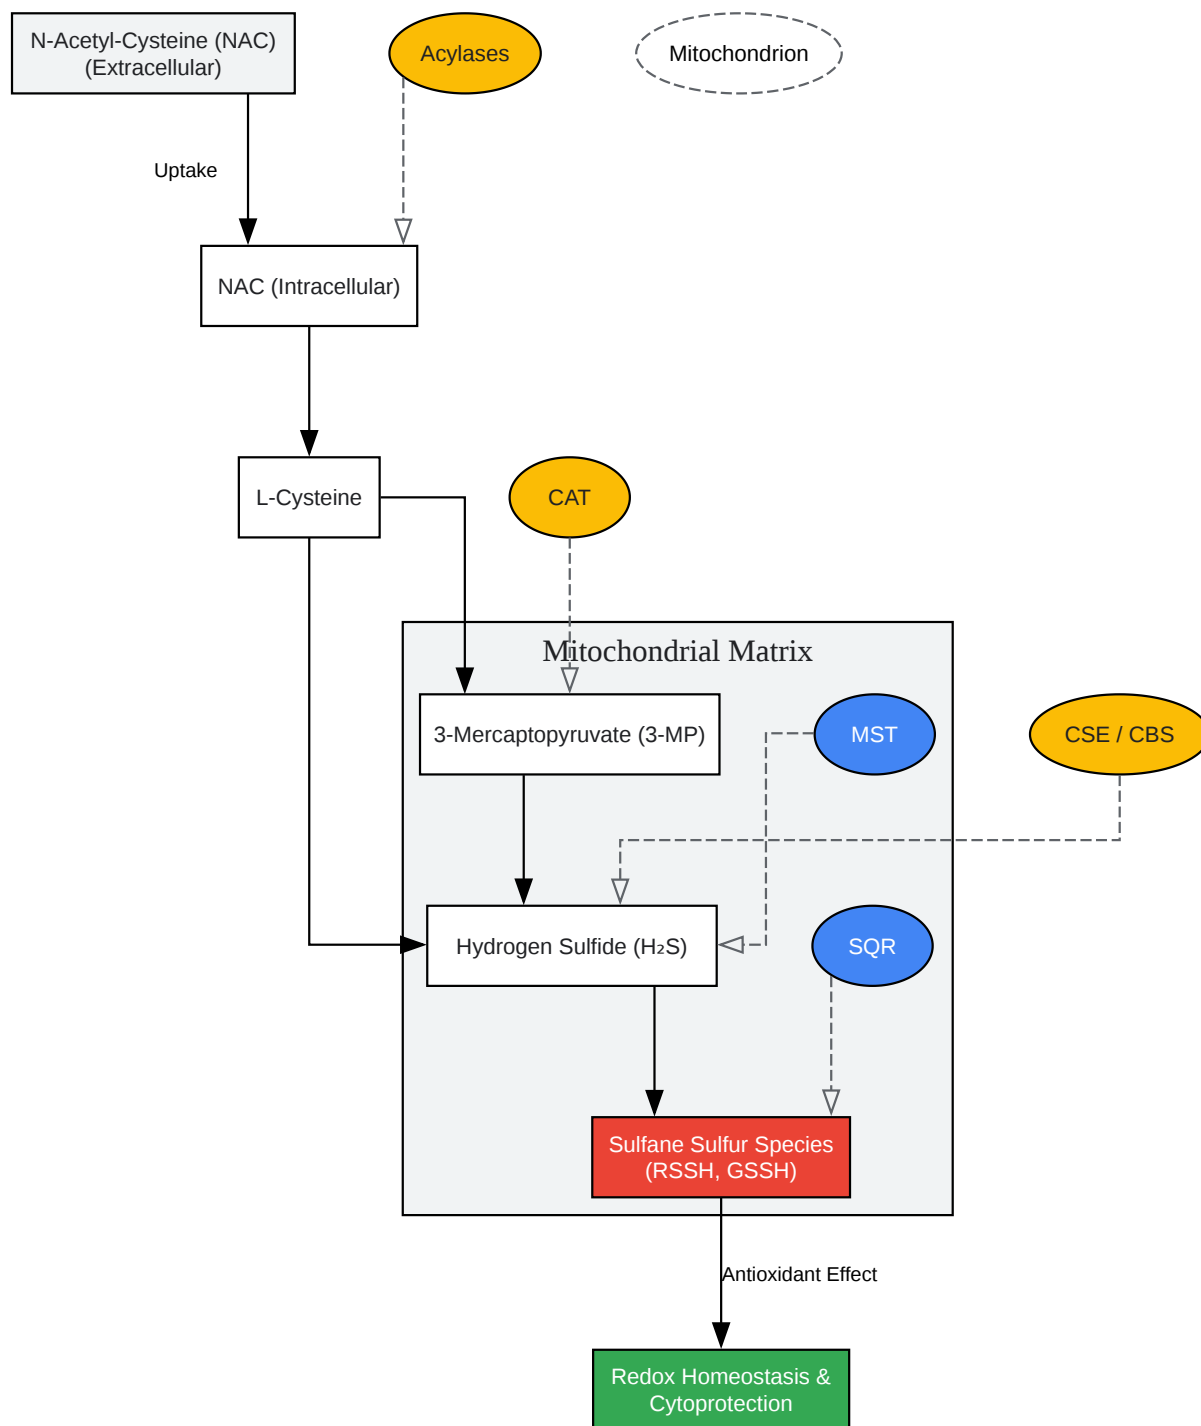 N-Acetyl-Cysteine (NAC)
(Extracellular)
Acylases
Mitochondrion
Uptake
NAC (Intracellular)
L-Cysteine
CAT
Mitochondrial Matrix
3-Mercaptopyruvate (3-MP)
MST
CSE / CBS
Hydrogen Sulfide (H₂S)
SQR
Sulfane Sulfur Species
(RSSH, GSSH)
Antioxidant Effect
Redox Homeostasis &
Cytoprotection